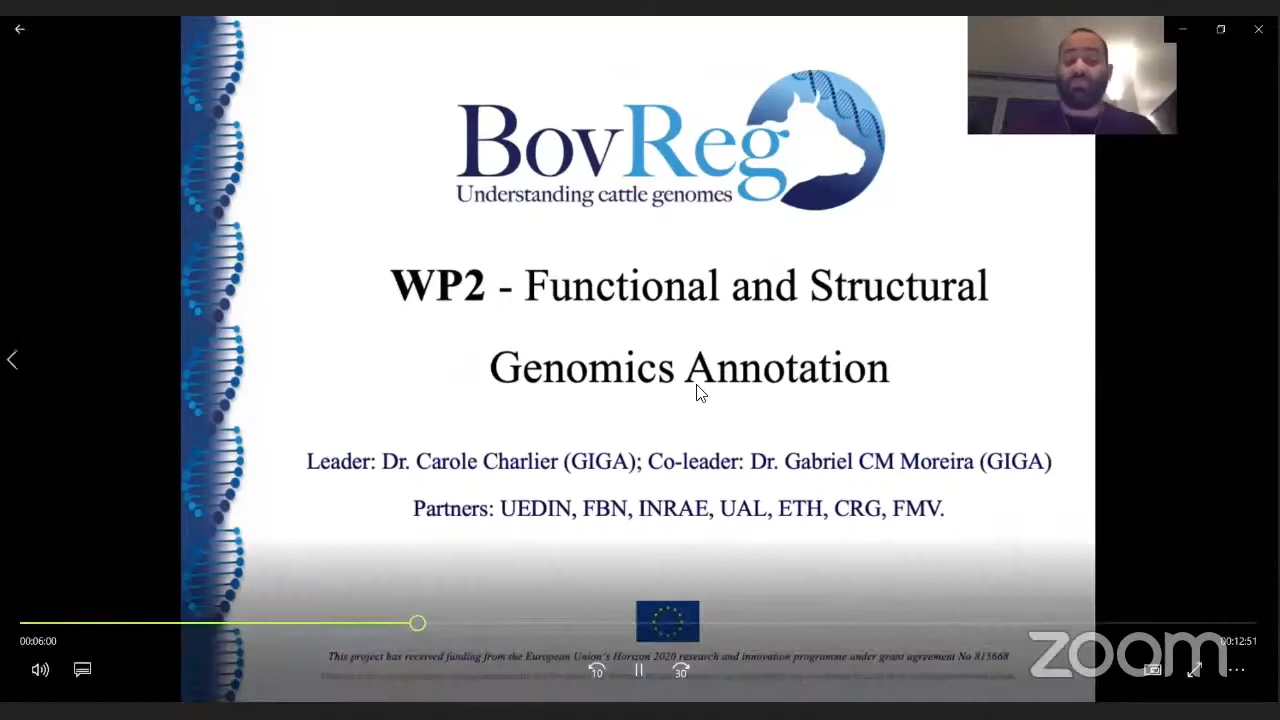 BovReg
Understanding cattle genomes
WP2 - Functional and Structural
Genomics Annotation
Leader: Dr. Carole Charlier (GIGA); Co-leader: Dr. Gabriel CM Moreira (GIGA)
Partners: UEDIN, FBN, INRAE, UAL, ETH, CRG, FMV.
00:06:00
00:12:51
This project has received funding from the European Union's Horizon 2020 research and innovation programme under grant agreement No 815668
10
30
zoom